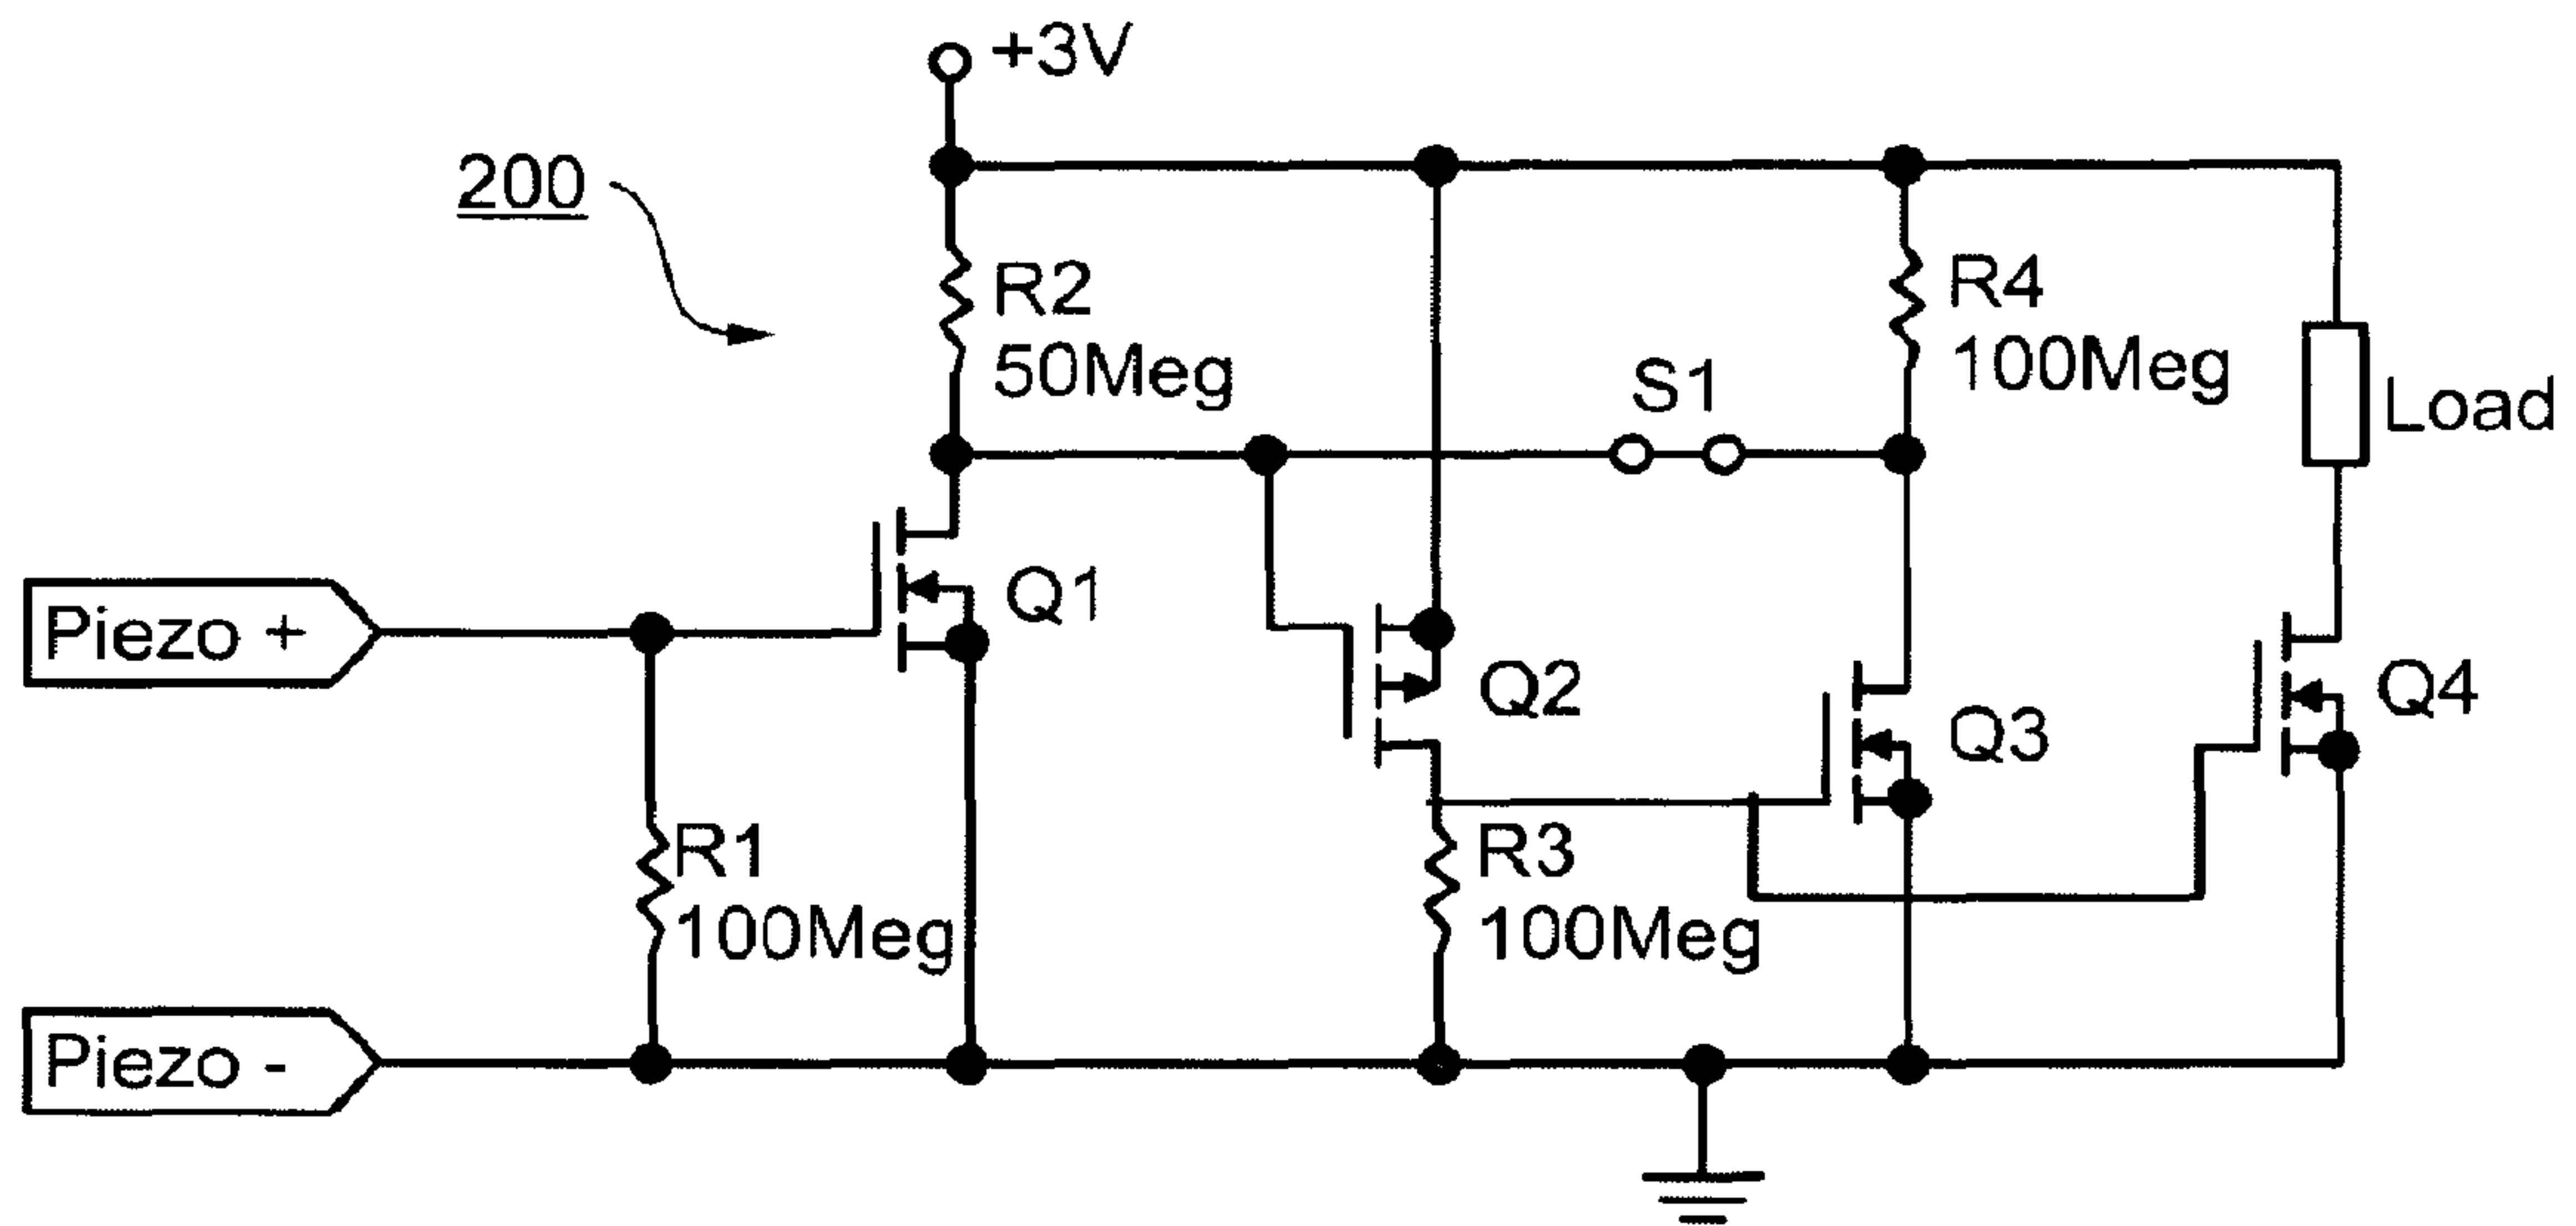 +3V
200
R2
50Meg
R4
100Meg
S1
Load
Piezo +
Q1
Q2
Q3
Q4
R1
100Meg
R3
100Meg
Piezo -